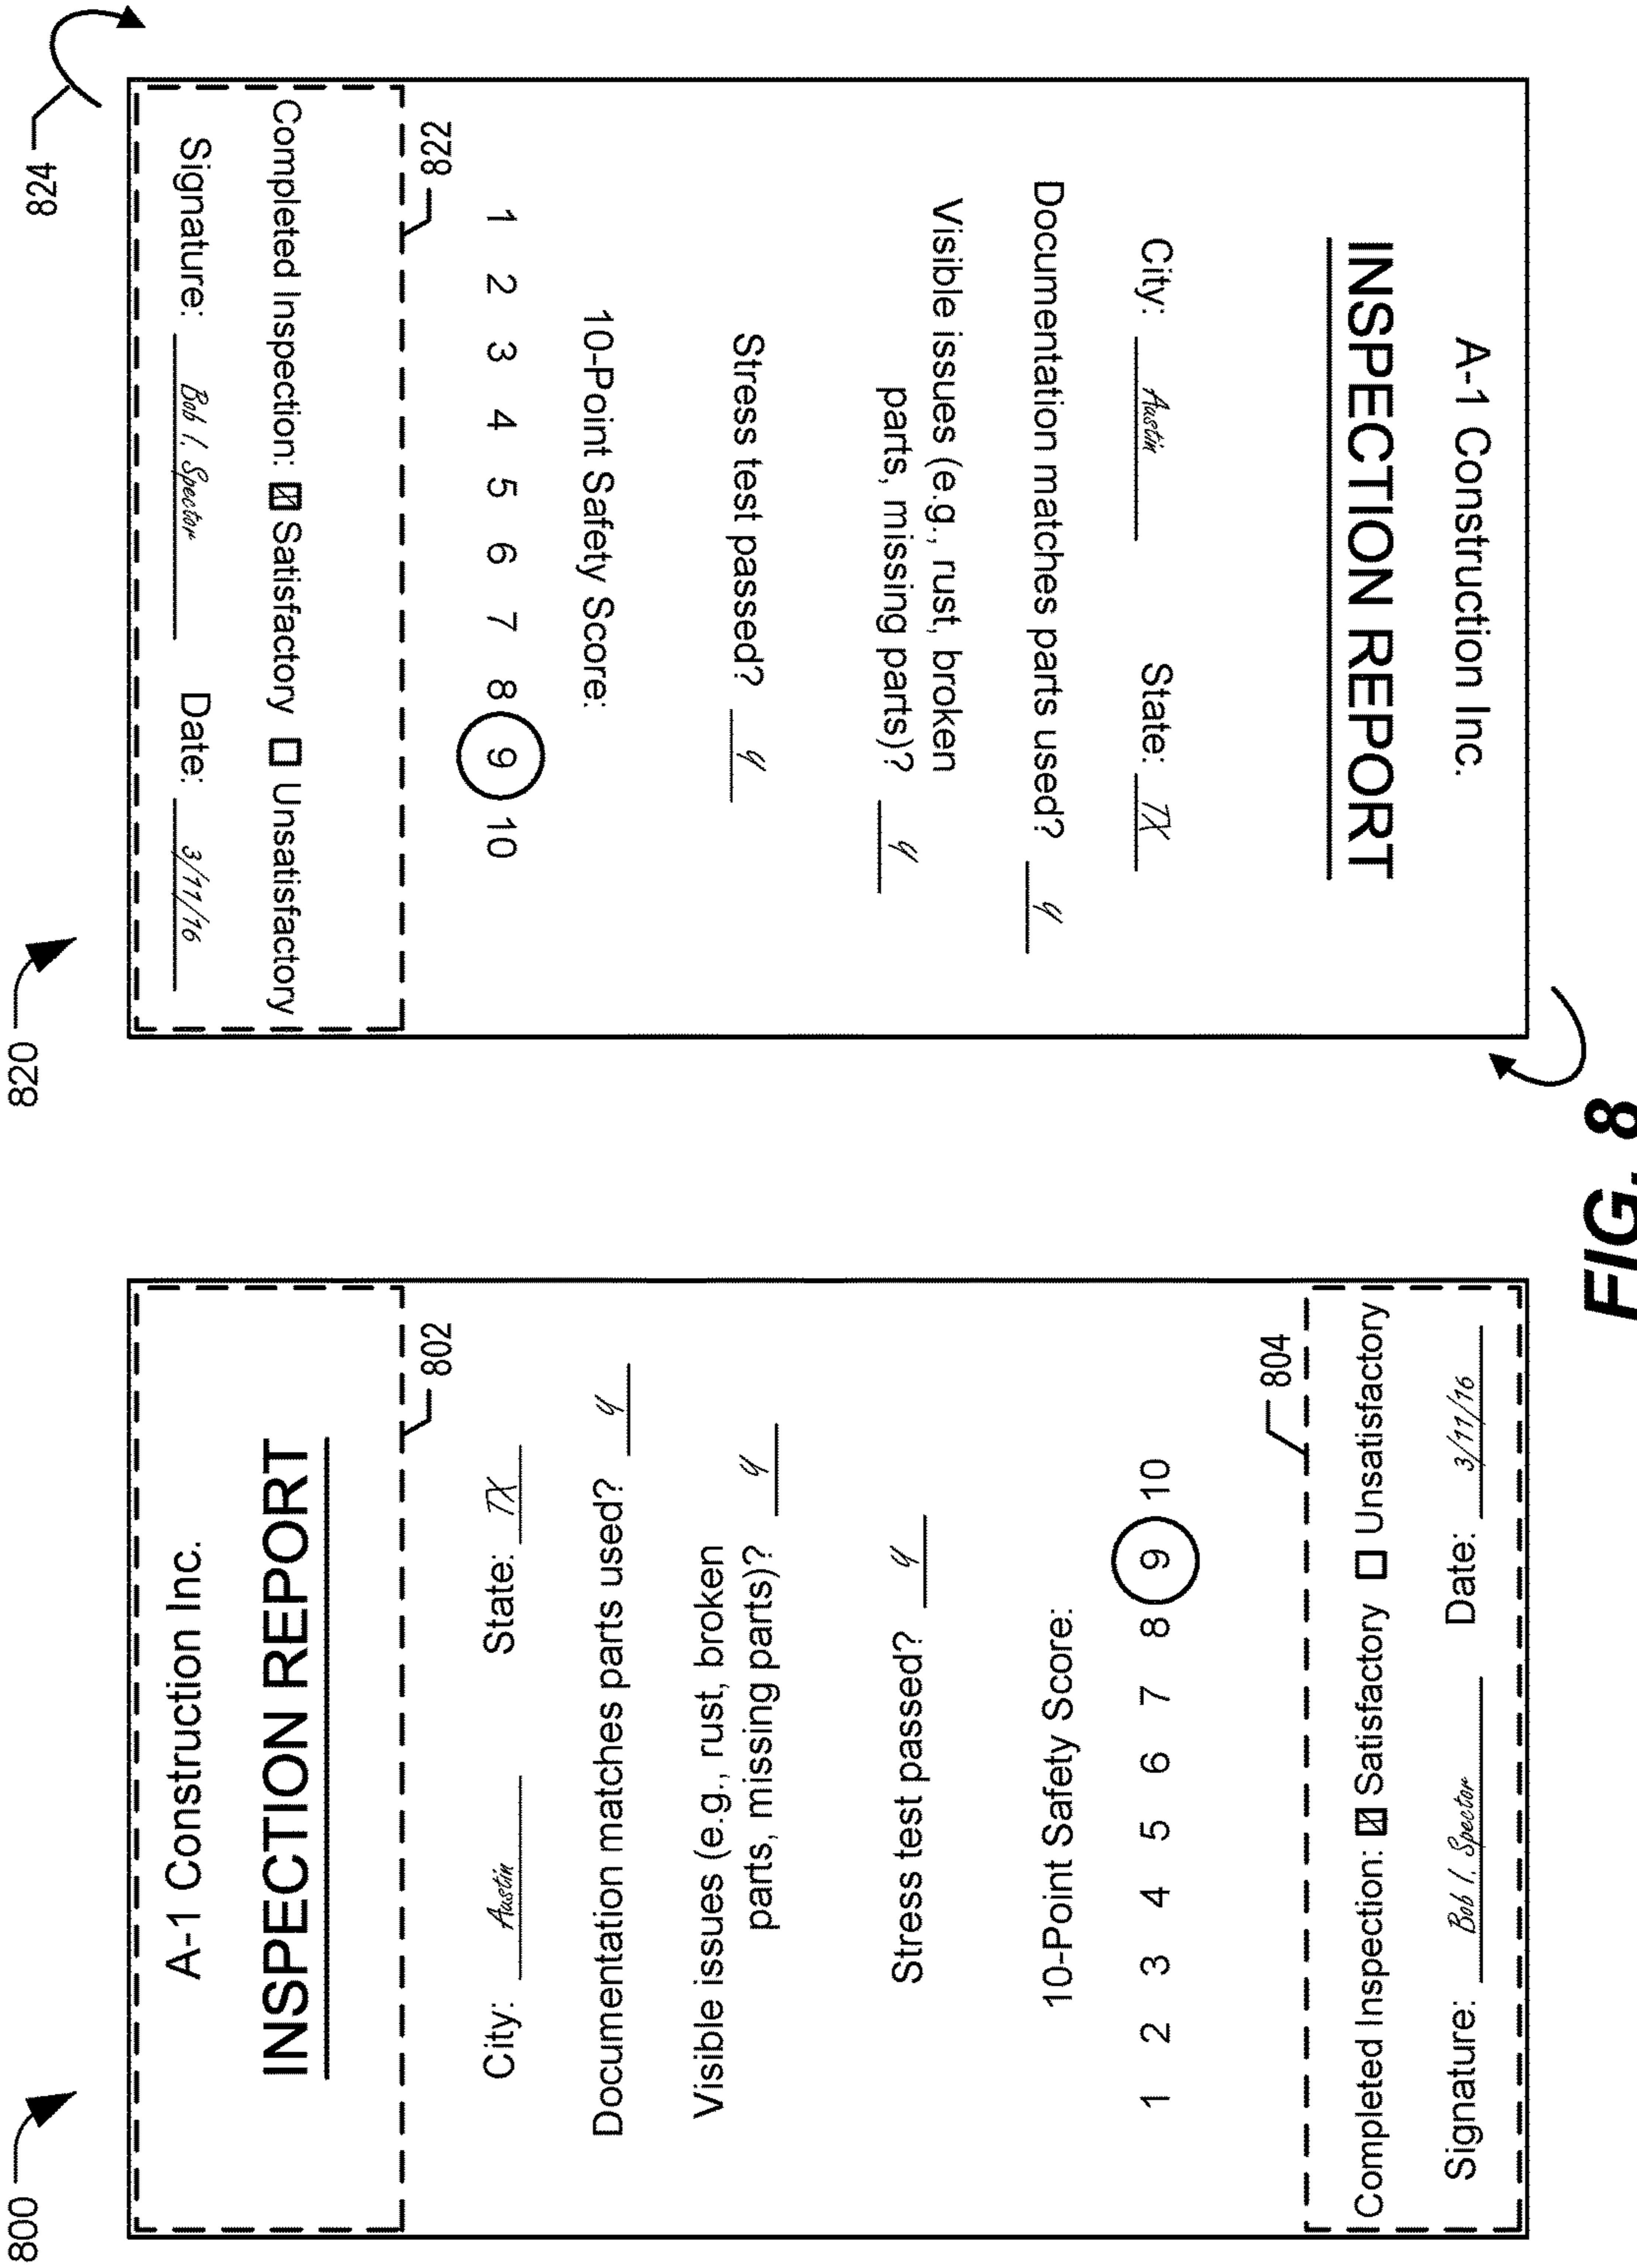 800
A-1 Construction Inc.
INSPECTION REPORT
802
City: Austin State: TX
Documentation matches parts used? y
Visible issues (e.g., rust, broken
parts, missing parts)? y
Stress test passed? y
10-Point Safety Score:
1 2 3 4 5 6 7 8 9 10
804
Completed Inspection: ☒ Satisfactory ☐ Unsatisfactory
Signature: Bob I. Spector Date: 3/11/16
820
824
A-1 Construction Inc.
INSPECTION REPORT
City: Austin State: TX
Documentation matches parts used? y
Visible issues (e.g., rust, broken
parts, missing parts)? y
Stress test passed? y
10-Point Safety Score:
1 2 3 4 5 6 7 8 9 10
822
Completed Inspection: ☒ Satisfactory ☐ Unsatisfactory
Signature: Bob I. Spector Date: 3/11/16
FIG. 8